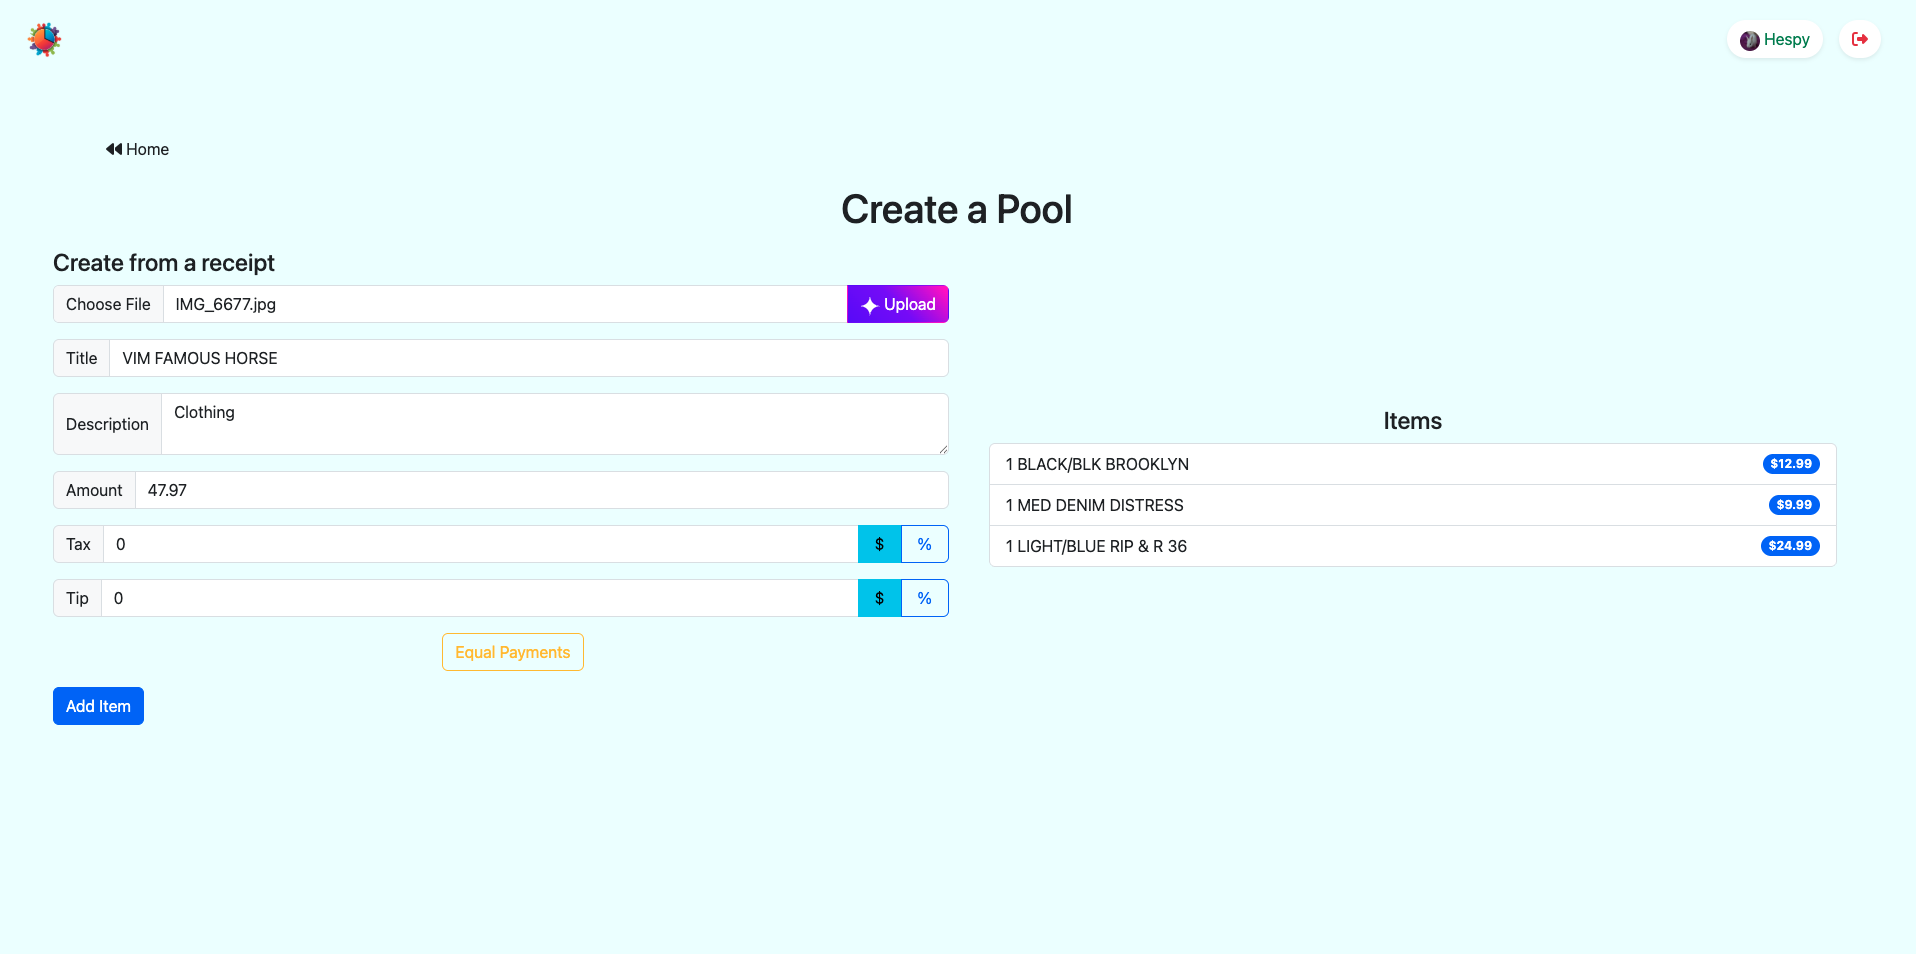 Hespy
Home
Create a Pool
Create from a receipt
Choose File IMG_6677.jpg Upload
Title VIM FAMOUS HORSE
Description Clothing
Amount 47.97
Tax 0 $ %
Tip 0 $ %
Equal Payments
Add Item
Items
1 BLACK/BLK BROOKLYN $12.99
1 MED DENIM DISTRESS $9.99
1 LIGHT/BLUE RIP & R 36 $24.99